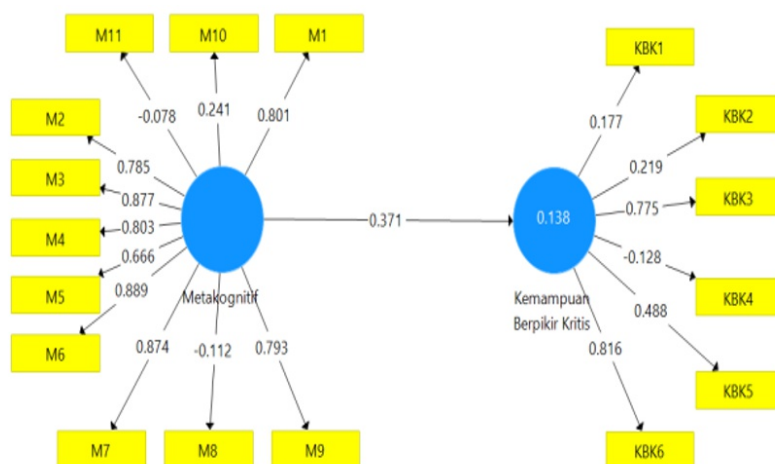 M11
M10
M1
KBK1
-0.078
0.241
0.801
0.177
M2
KBK2
0.785
0.219
M3
0.877
0.775
KBK3
M4
0.803
0.371
0.138
0.666
-0.128
M5
0.889
Metakognitif
Kemampuan
Berpikir Kritis
KBK4
0.488
M6
0.874
-0.112
0.793
0.816
KBK5
M7
M8
M9
KBK6